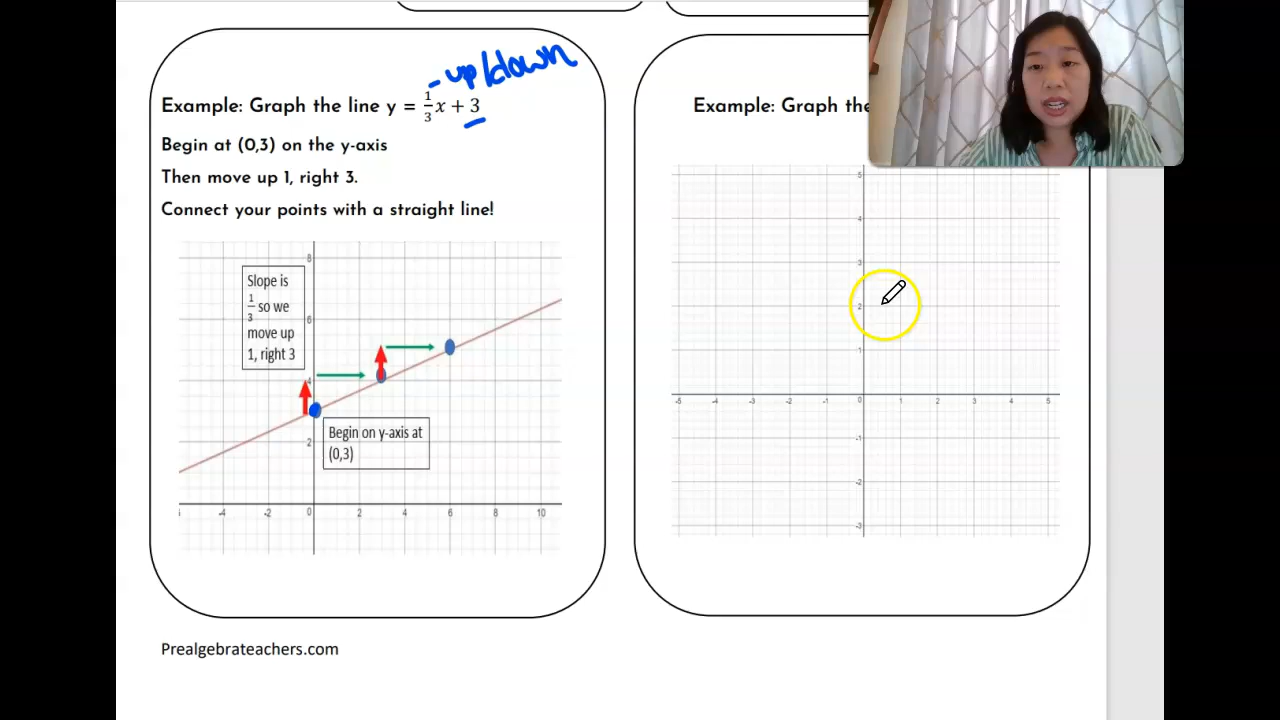 -up/down
Example: Graph the line y = 1/3 x + 3
Begin at (0,3) on the y-axis
Then move up 1, right 3.
Connect your points with a straight line!
8
6
4
2
Slope is
1/3 so we
move up
1, right 3
Begin on y-axis at
(0,3)
-4 -2 0 2 4 6 8 10
Example: Graph the
5
4
3
2
1
-5 -4 -3 -2 -1 0 1 2 3 4 5
-1
-2
-3
Prealgebrateachers.com